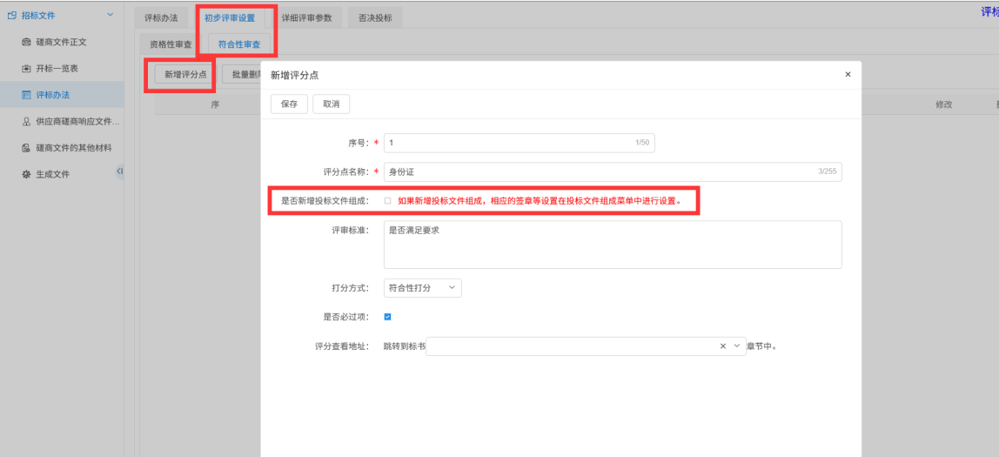 招标文件
磋商文件正文
开标一览表
评标办法
供应商磋商响应文件...
磋商文件的其他材料
生成文件
评标办法 初步评审设置 详细评审参数 否决投标
资格性审查 符合性审查
新增评分点 批量删
序
修改
评标
新增评分点 ×
保存 取消
序号: * 1 1/50
评分点名称: * 身份证 3/255
是否新增投标文件组成: 如果新增投标文件组成，相应的签章等设置在投标文件组成菜单中进行设置。
评审标准: 是否满足要求
打分方式: 符合性打分
是否必过项:
评分查看地址: 跳转到标书 × 章节中。